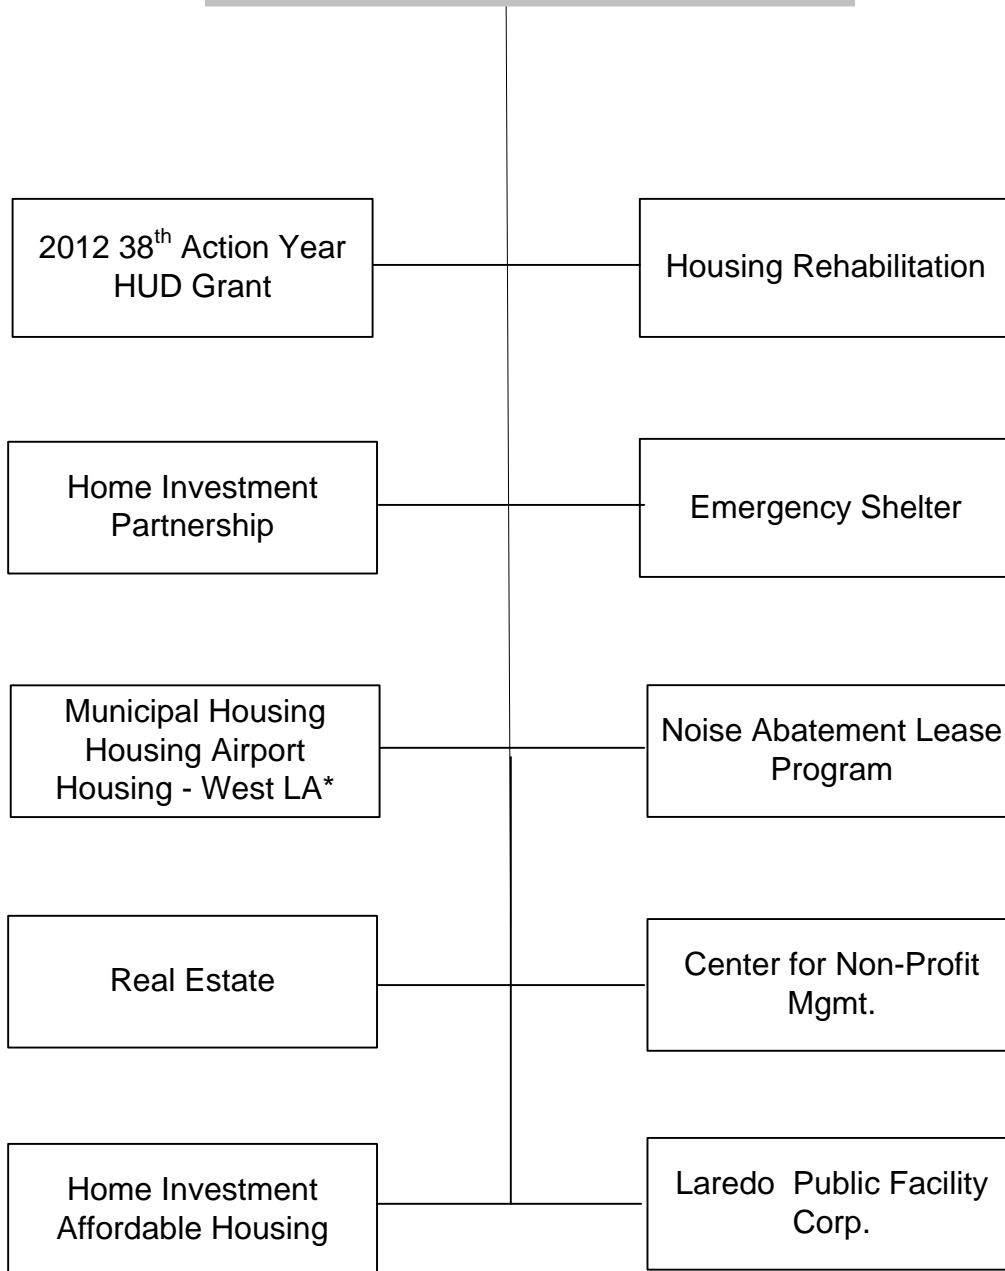 2012 38th Action Year
HUD Grant
Housing Rehabilitation
Home Investment
Partnership
Emergency Shelter
Municipal Housing
Housing Airport
Housing - West LA*
Noise Abatement Lease
Program
Real Estate
Center for Non-Profit
Mgmt.
Home Investment
Affordable Housing
Laredo  Public Facility
Corp.